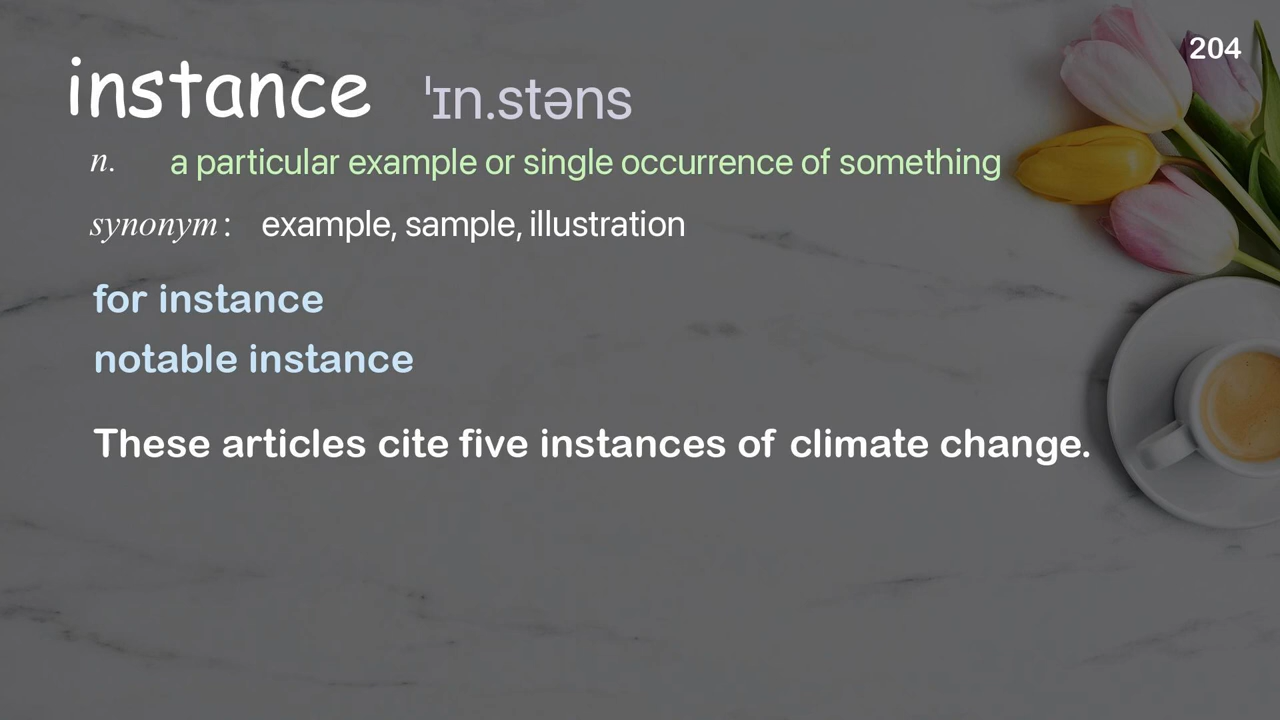 204
instance ˈɪn.stəns
n. a particular example or single occurrence of something
synonym: example, sample, illustration
for instance
notable instance
These articles cite five instances of climate change.